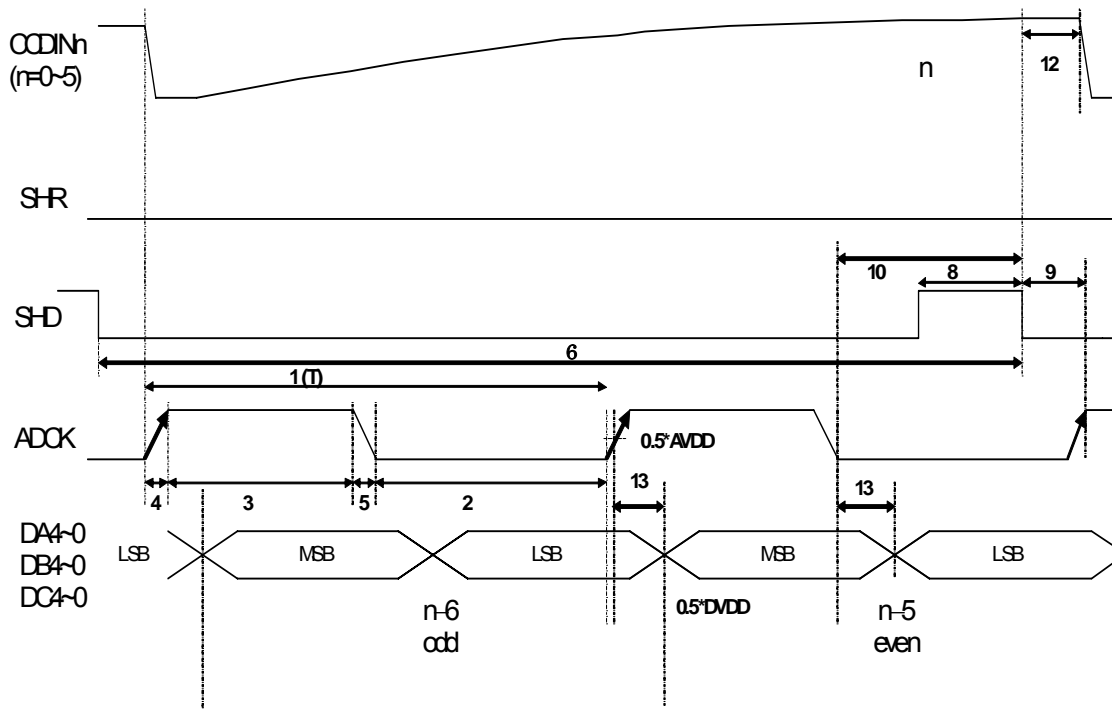 CCDINn
(n=0~5)
n
12
SHR
10
8
9
SHD
6
1 (T)
ADCK
0.5*AVDD
4
3
5
2
13
13
DA4~0
DB4~0
DC4~0
LSB
MSB
LSB
MSB
LSB
0.5*DVDD
n-6
odd
n-5
even